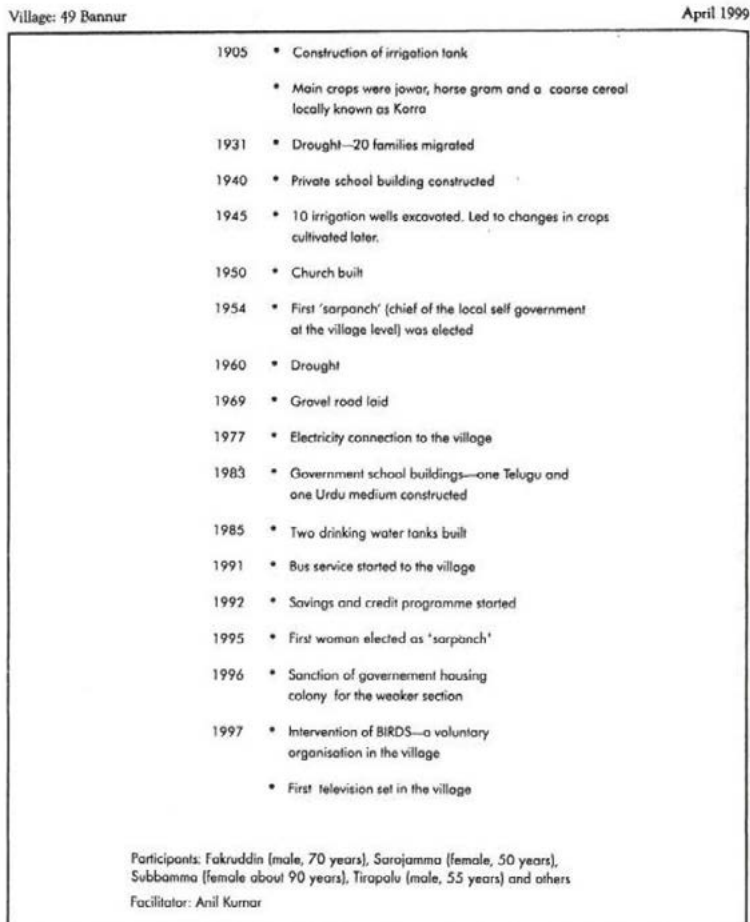 Village: 49 Bannur
April 1999
1905 • Construction of irrigation tank
• Main crops were jowar, horse gram and a coarse cereal
locally known as Korra
1931 • Drought—20 families migrated
1940 • Private school building constructed
1945 • 10 irrigation wells excavated. Led to changes in crops
cultivated later.
1950 • Church built
1954 • First 'sarpanch' (chief of the local self government
at the village level) was elected
1960 • Drought
1969 • Gravel road laid
1977 • Electricity connection to the village
1983 • Government school buildings—one Telugu and
one Urdu medium constructed
1985 • Two drinking water tanks built
1991 • Bus service started to the village
1992 • Savings and credit programme started
1995 • First woman elected as 'sarpanch'
1996 • Sanction of governement housing
colony for the weaker section
1997 • Intervention of BIRDS—a voluntary
organisation in the village
• First television set in the village
Participants: Fakruddin (male, 70 years), Sarojamma (female, 50 years),
Subbamma (female about 90 years), Tirapalu (male, 55 years) and others
Facilitator: Anil Kumar